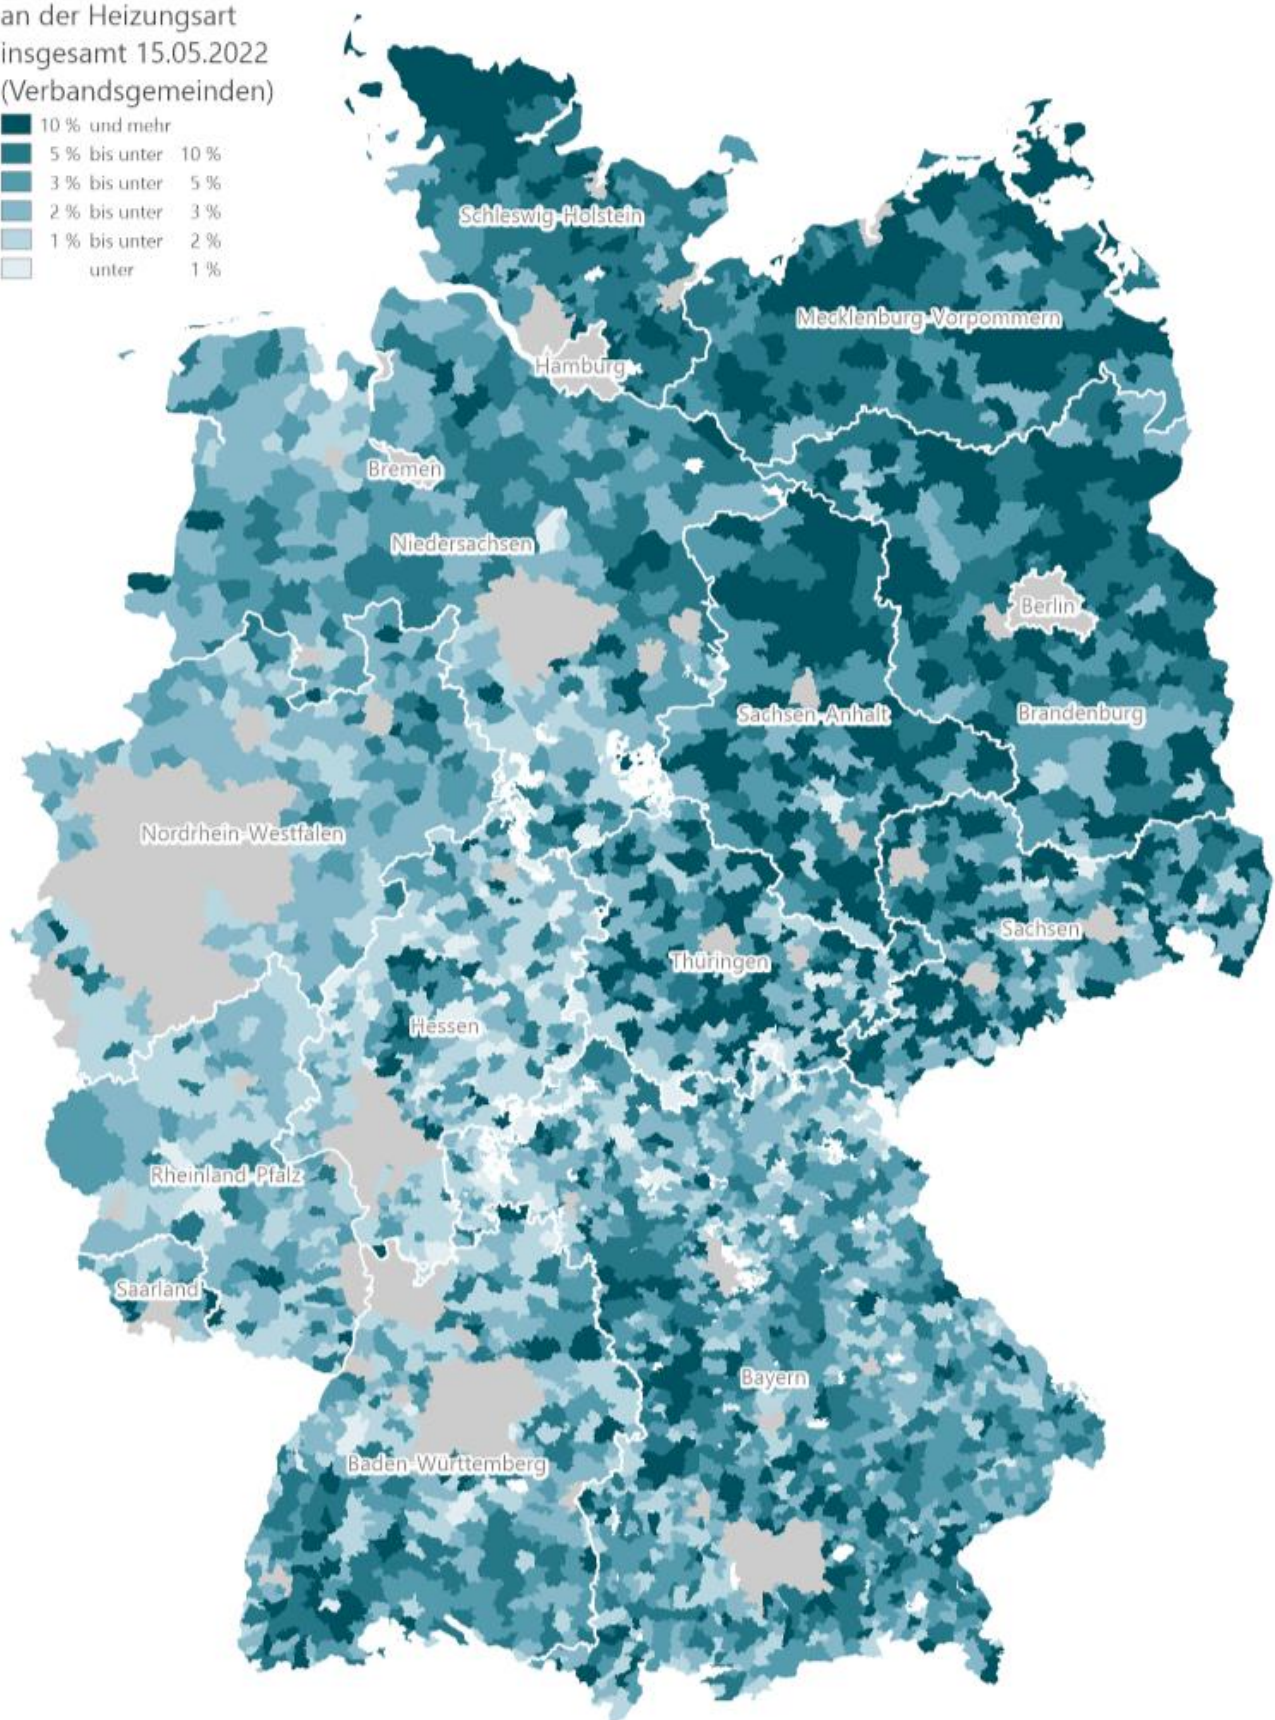 an der Heizungsart
insgesamt 15.05.2022
(Verbandsgemeinden)
10 % und mehr
5 % bis unter 10 %
3 % bis unter 5 %
2 % bis unter 3 %
1 % bis unter 2 %
unter 1 %
Schleswig-Holstein
Mecklenburg-Vorpommern
Hamburg
Bremen
Niedersachsen
Berlin
Sachsen-Anhalt
Brandenburg
Nordrhein-Westfalen
Sachsen
Thüringen
Hessen
Rheinland-Pfalz
Saarland
Bayern
Baden-Württemberg